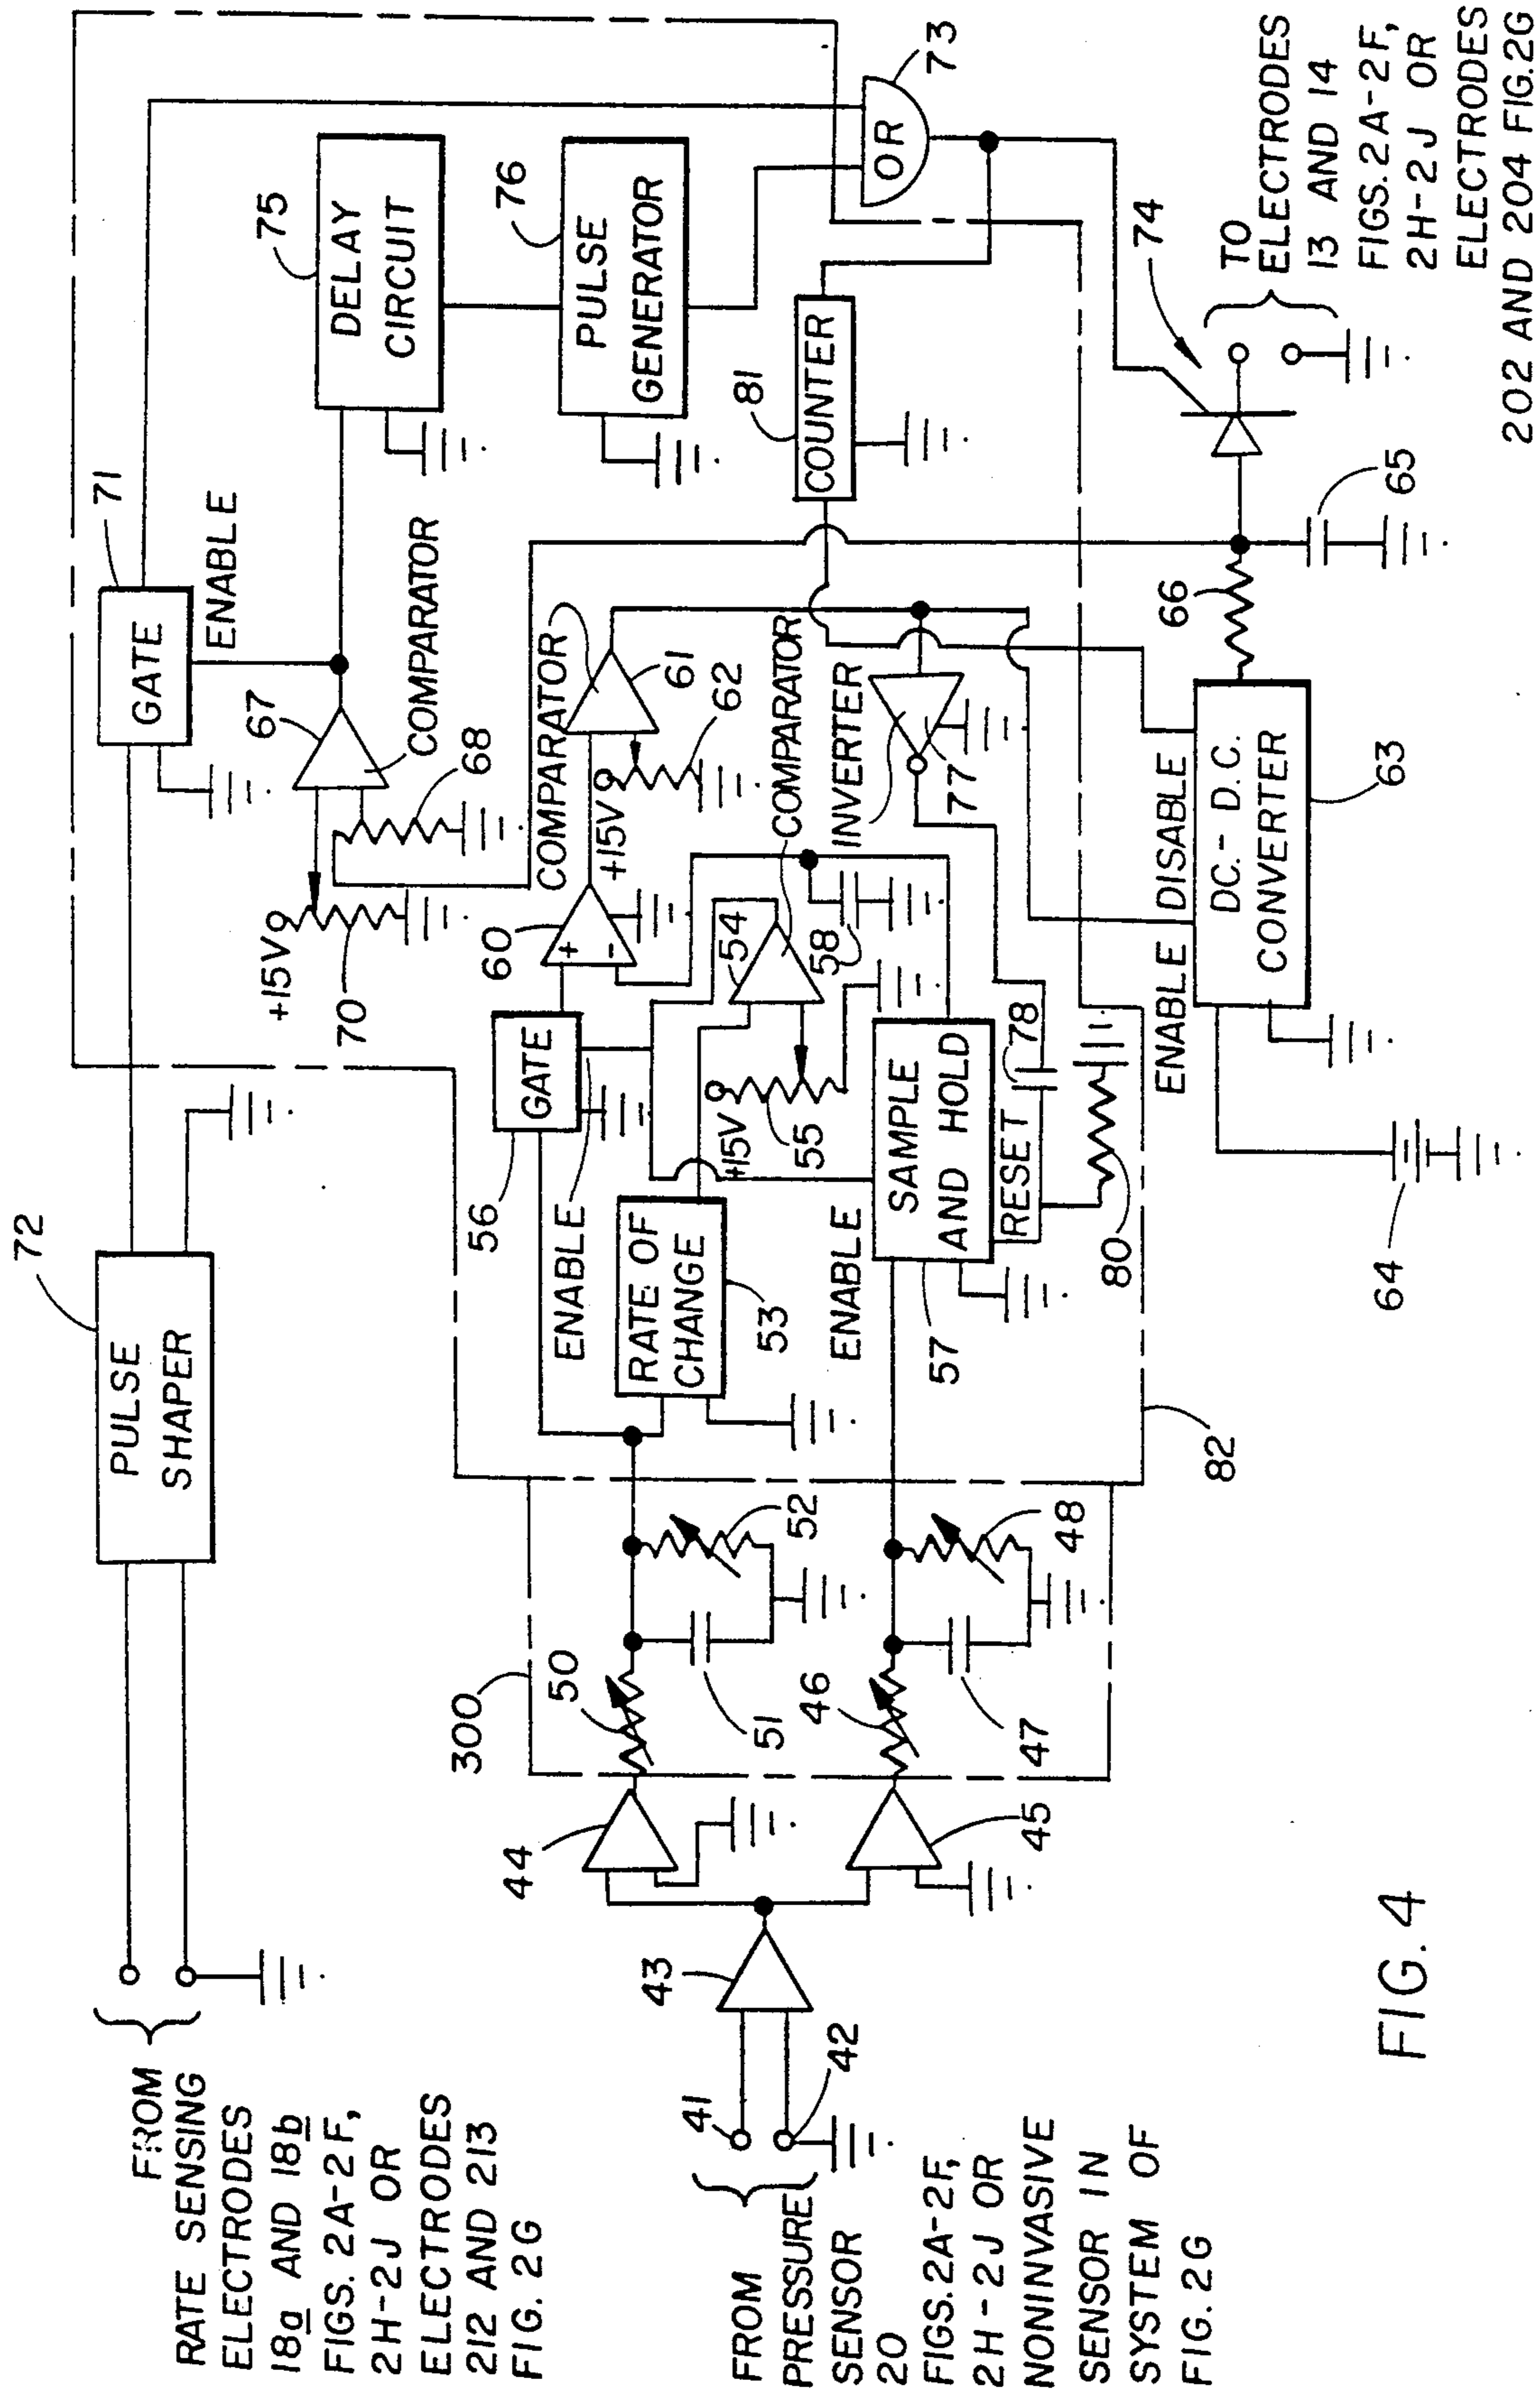 FROM
RATE SENSING
ELECTRODES
18a AND 18b
FIGS. 2A-2F,
2H-2J OR
ELECTRODES
212 AND 213
FIG. 2G
72
PULSE
SHAPER
71
GATE
ENABLE
67
COMPARATOR
68
+15V
70
75
DELAY
CIRCUIT
76
PULSE
GENERATOR
OR
73
81
COUNTER
FROM
PRESSURE
SENSOR
20
FIGS.2A-2F,
2H-2J OR
NONINVASIVE
SENSOR IN
SYSTEM OF
FIG.2G
41
42
43
44
45
300
50
51
52
46
47
48
56
GATE
ENABLE
RATE OF
CHANGE
53
60
+
-
COMPARATOR
61
+15V
62
54
COMPARATOR
+15V
55
58
ENABLE
SAMPLE
AND HOLD
57
RESET
78
80
INVERTER
77
82
ENABLE
DISABLE
DC.-D.C.
CONVERTER
63
64
66
65
74
TO
ELECTRODES
13 AND 14
FIGS.2A-2F,
2H-2J OR
ELECTRODES
202 AND 204 FIG.2G
FIG. 4